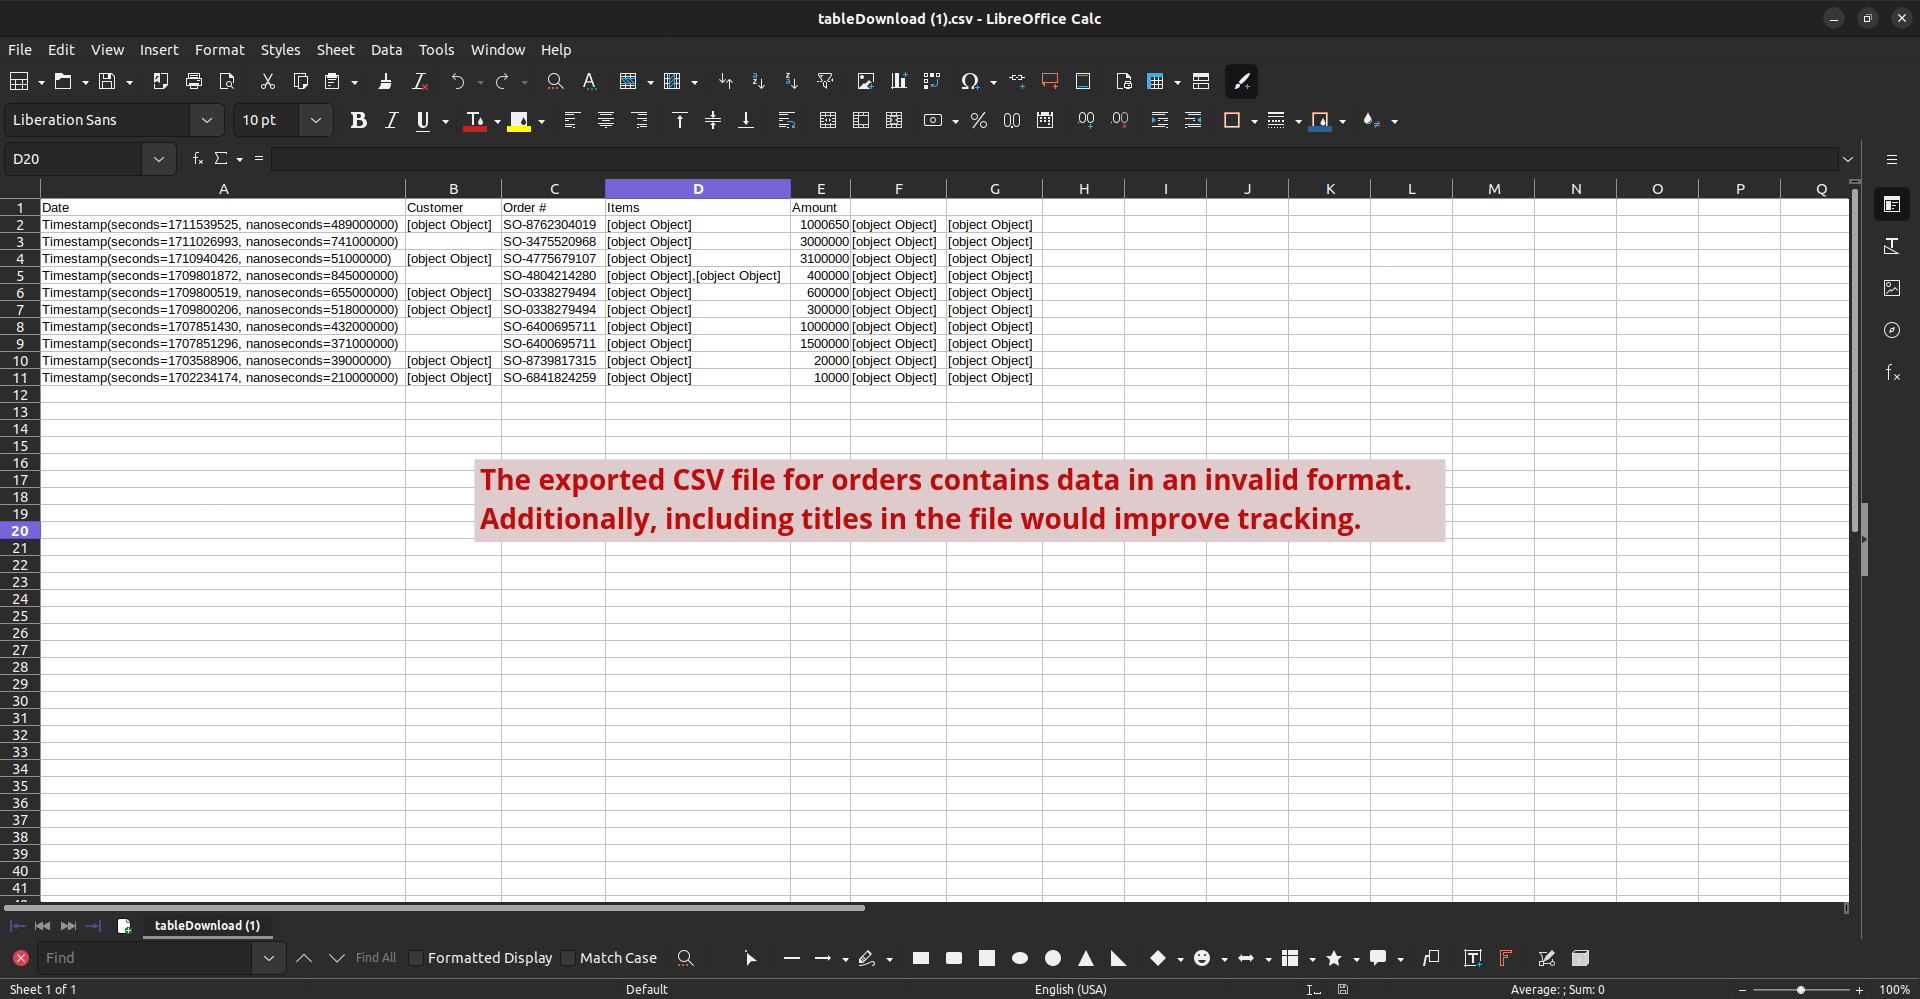 tableDownload (1).csv - LibreOffice Calc
File Edit View Insert Format Styles Sheet Data Tools Window Help
Liberation Sans 10 pt
D20
A B C D E F G H I J K L M N O P Q
1 Date Customer Order # Items Amount
2 Timestamp(seconds=1711539525, nanoseconds=489000000) [object Object] SO-8762304019 [object Object] 1000650 [object Object] [object Object]
3 Timestamp(seconds=1711026993, nanoseconds=741000000) SO-3475520968 [object Object] 3000000 [object Object] [object Object]
4 Timestamp(seconds=1710940426, nanoseconds=51000000) [object Object] SO-4775679107 [object Object] 3100000 [object Object] [object Object]
5 Timestamp(seconds=1709801872, nanoseconds=845000000) SO-4804214280 [object Object],[object Object] 400000 [object Object] [object Object]
6 Timestamp(seconds=1709800519, nanoseconds=655000000) [object Object] SO-0338279494 [object Object] 600000 [object Object] [object Object]
7 Timestamp(seconds=1709800206, nanoseconds=518000000) [object Object] SO-0338279494 [object Object] 300000 [object Object] [object Object]
8 Timestamp(seconds=1707851430, nanoseconds=432000000) SO-6400695711 [object Object] 1000000 [object Object] [object Object]
9 Timestamp(seconds=1707851296, nanoseconds=371000000) SO-6400695711 [object Object] 1500000 [object Object] [object Object]
10 Timestamp(seconds=1703588906, nanoseconds=39000000) [object Object] SO-8739817315 [object Object] 20000 [object Object] [object Object]
11 Timestamp(seconds=1702234174, nanoseconds=210000000) [object Object] SO-6841824259 [object Object] 10000 [object Object] [object Object]
12
13
14
15
16
The exported CSV file for orders contains data in an invalid format.
17
18
Additionally, including titles in the file would improve tracking.
19
20
21
22
23
24
25
26
27
28
29
30
31
32
33
34
35
36
37
38
39
40
41
tableDownload (1)
Find Find All Formatted Display Match Case
Sheet 1 of 1 Default English (USA) Average: ; Sum: 0 100%